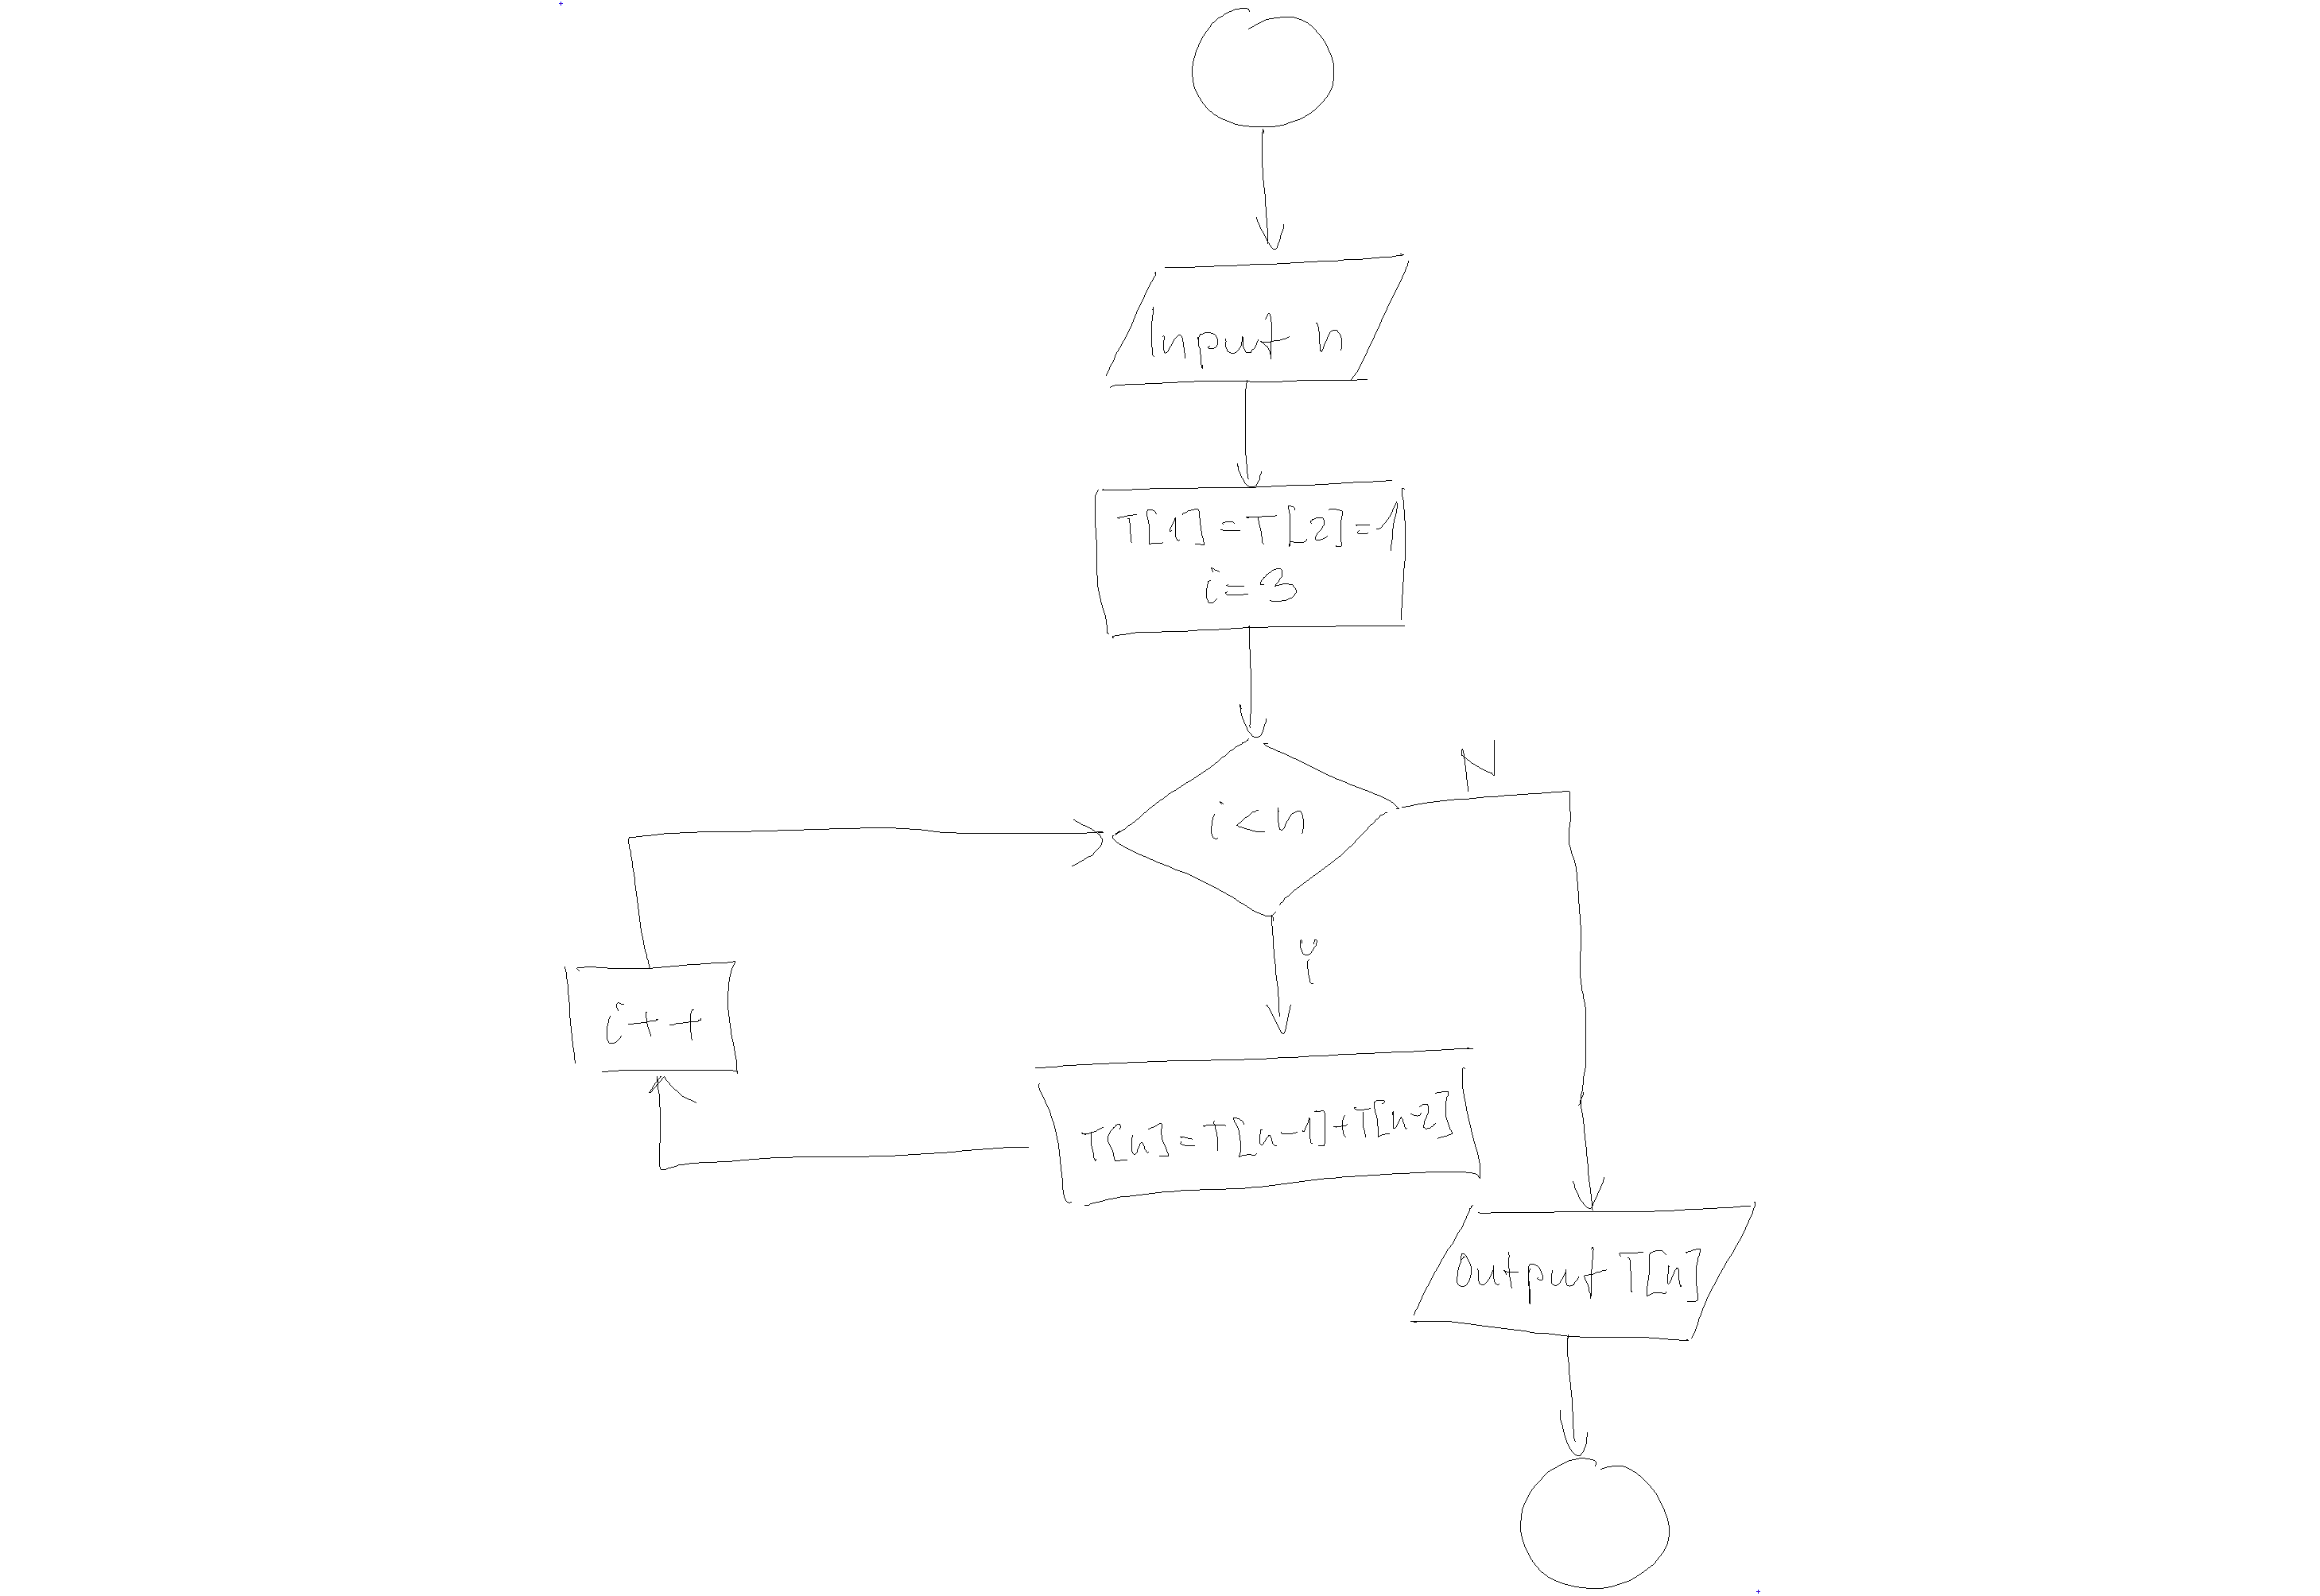 Input n
T[1]=T[2]=1
i=3
i<n
N
Y
i++
T[n]=T[n-1]+T[n-2]
Output T[n]